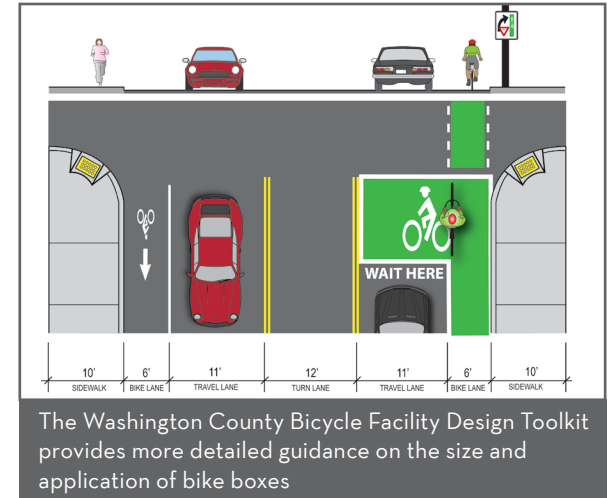 WAIT HERE
10' 6' 11' 12' 11' 6' 10'
SIDEWALK BIKE LANE TRAVEL LANE TURN LANE TRAVEL LANE BIKE LANE SIDEWALK
The Washington County Bicycle Facility Design Toolkit
provides more detailed guidance on the size and
application of bike boxes